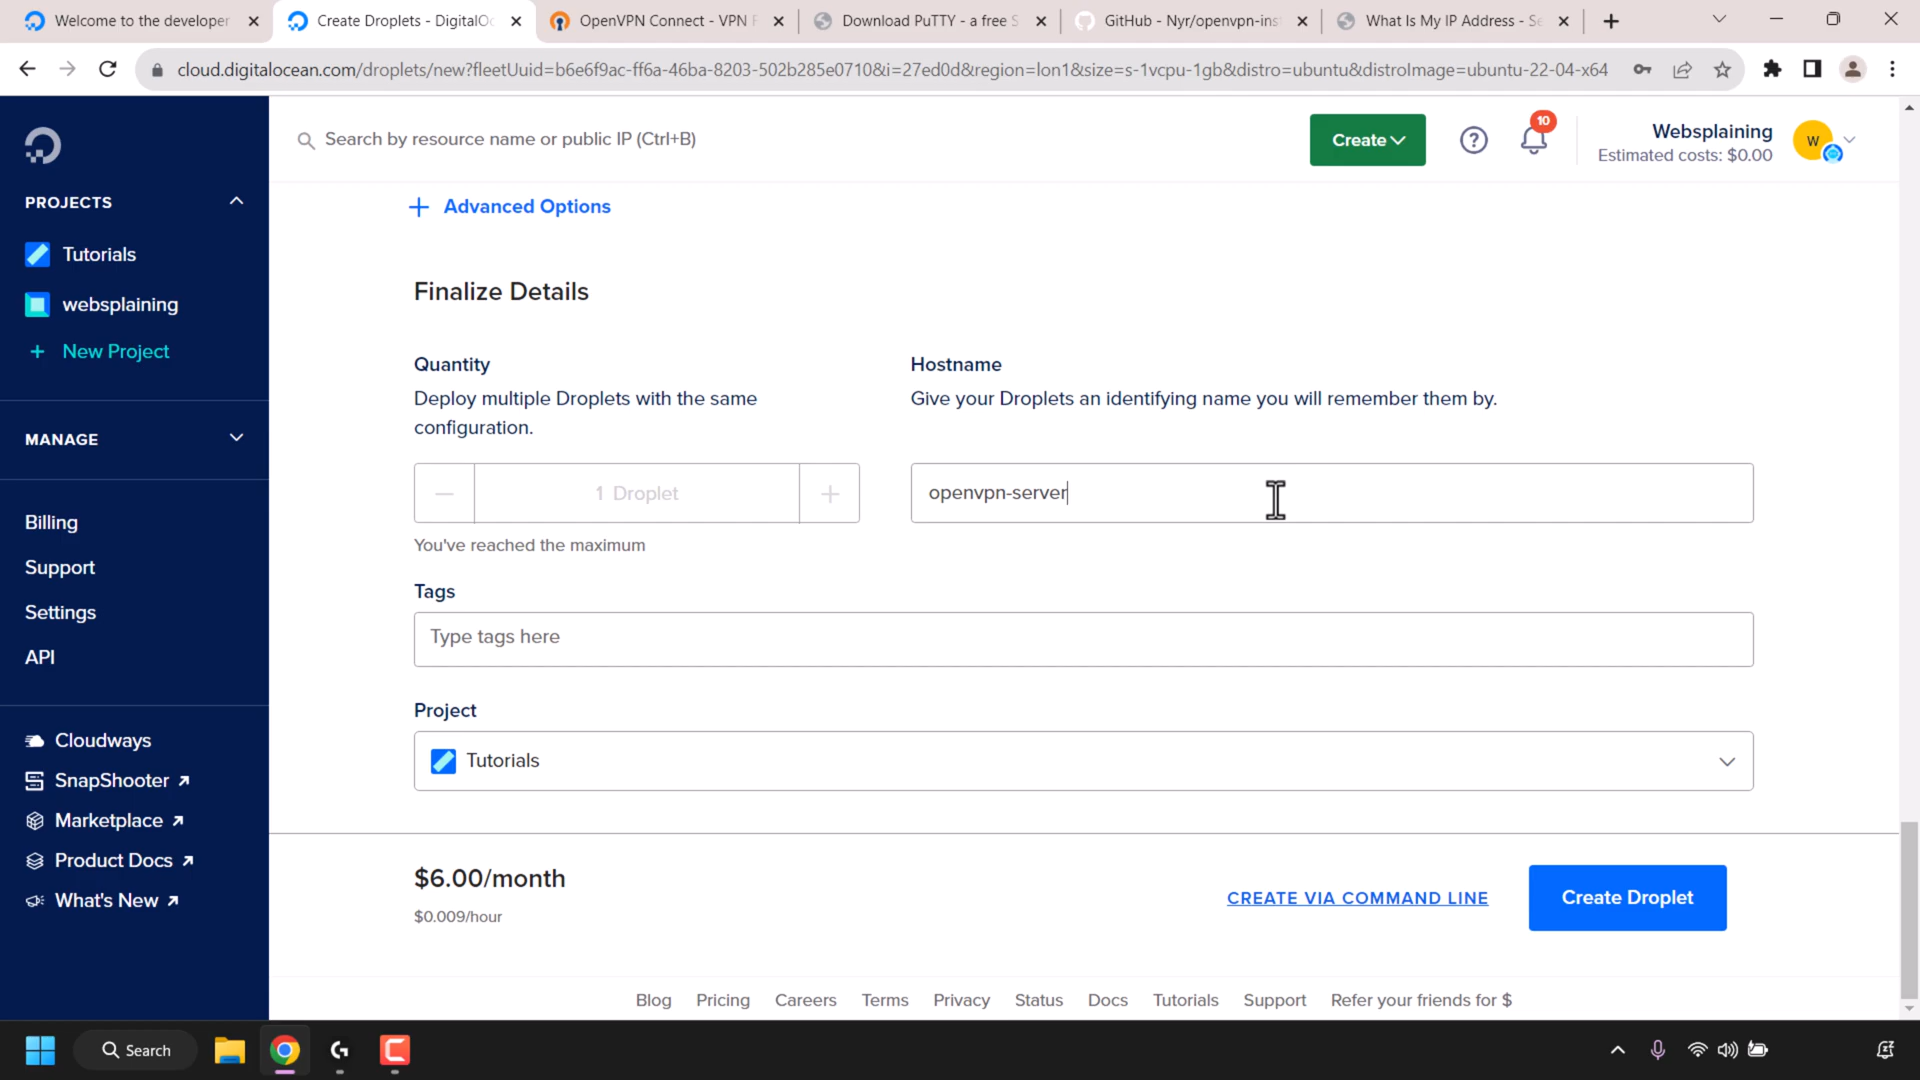 Welcome to the developer
Create Droplets - DigitalOc
OpenVPN Connect - VPN F
Download PuTTY - a free S
GitHub - Nyr/openvpn-ins
What Is My IP Address - Se
cloud.digitalocean.com/droplets/new?fleetUuid=b6e6f9ac-ff6a-46ba-8203-502b285e0710&i=27ed0d&region=lon1&size=s-1vcpu-1gb&distro=ubuntu&distroImage=ubuntu-22-04-x64
Search by resource name or public IP (Ctrl+B)
Create
10
Websplaining
Estimated costs: $0.00
W
PROJECTS
Tutorials
websplaining
+ New Project
MANAGE
Billing
Support
Settings
API
Cloudways
SnapShooter
Marketplace
Product Docs
What's New
+ Advanced Options
Finalize Details
Quantity
Deploy multiple Droplets with the same
configuration.
1 Droplet
You've reached the maximum
Hostname
Give your Droplets an identifying name you will remember them by.
openvpn-server
Tags
Type tags here
Project
Tutorials
$6.00/month
$0.009/hour
CREATE VIA COMMAND LINE
Create Droplet
Blog Pricing Careers Terms Privacy Status Docs Tutorials Support Refer your friends for $
Search